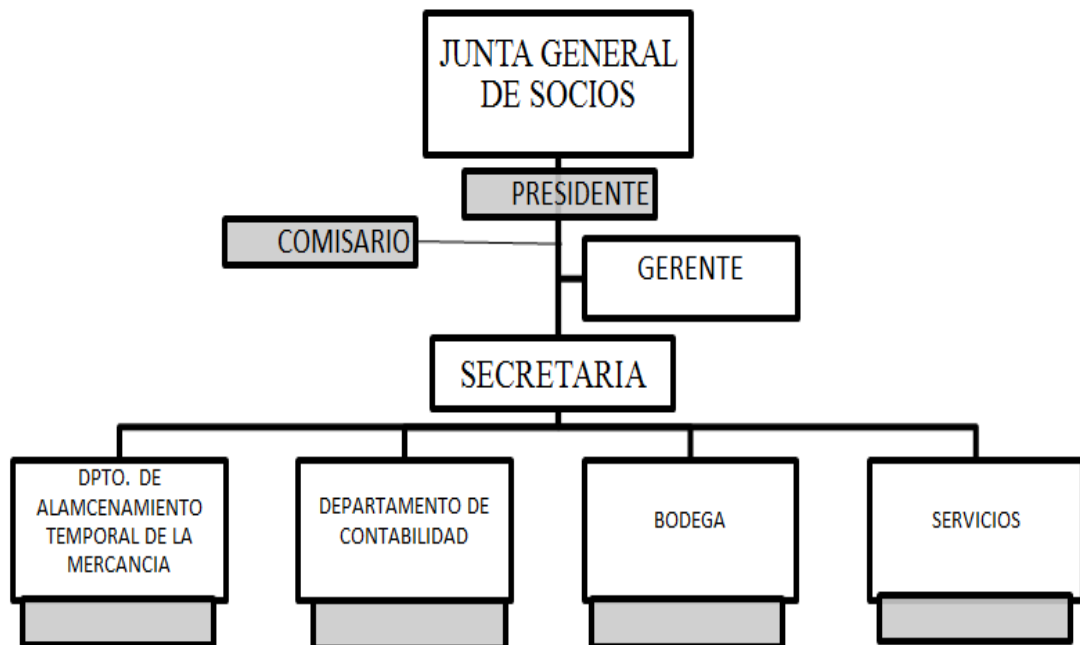 JUNTA GENERAL
DE SOCIOS
PRESIDENTE
COMISARIO
GERENTE
SECRETARIA
DPTO. DE
ALAMCENAMIENTO
TEMPORAL DE LA
MERCANCIA
DEPARTAMENTO DE
CONTABILIDAD
BODEGA
SERVICIOS